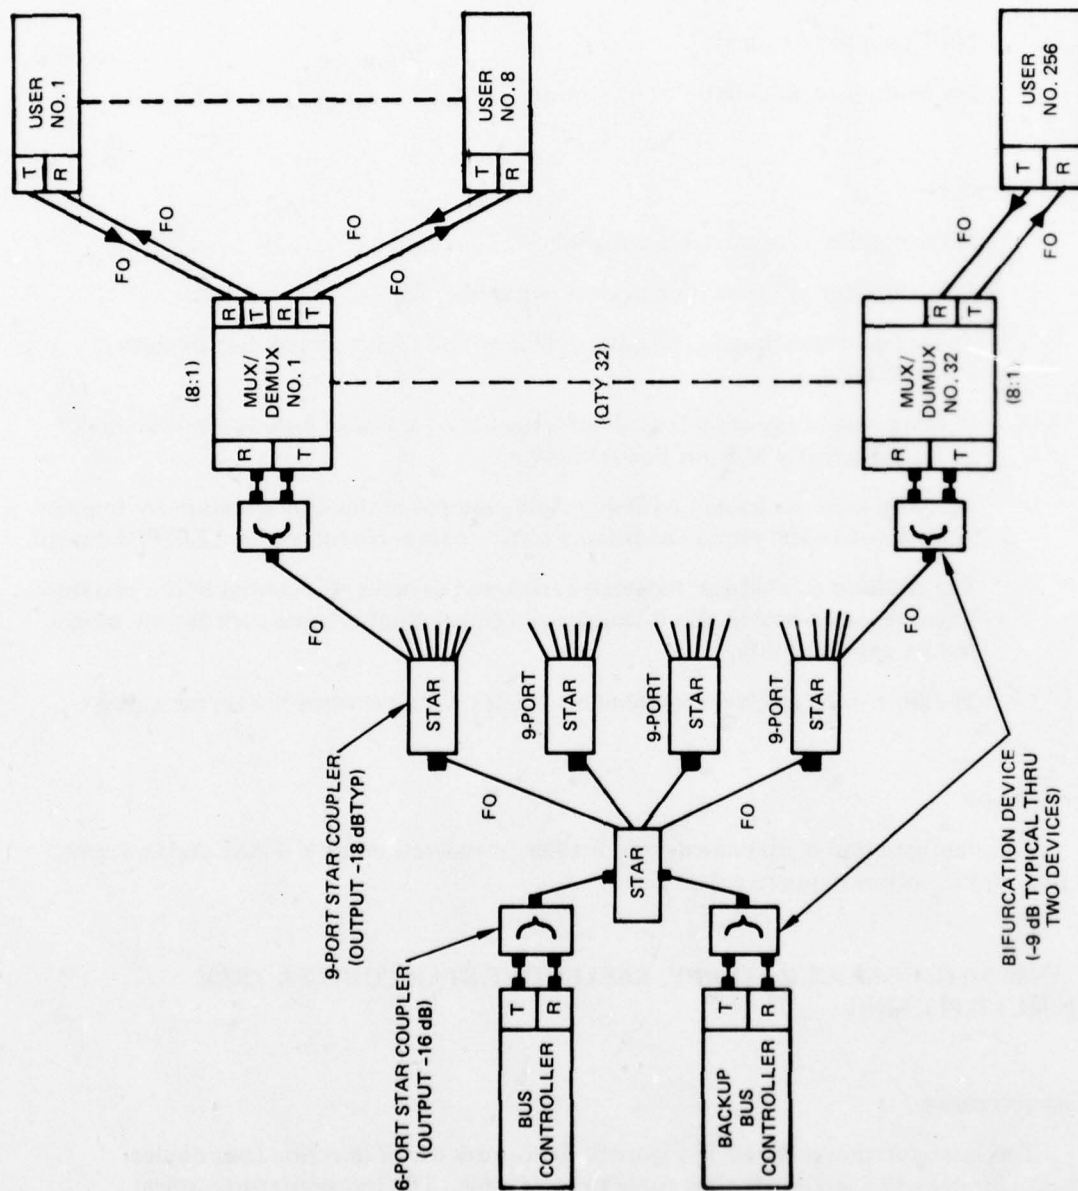 USER
NO. 1
T
R
USER
NO. 8
T
R
USER
NO. 256
T
R
FO
FO
FO
FO
FO
FO
(8:1)
R
T
R
T
MUX/
DEMUX
NO. 1
R
T
(QTY 32)
R
T
MUX/
DUMUX
NO. 32
R
T
(8:1)
FO
FO
9-PORT STAR COUPLER
(OUTPUT -18 dBTYP)
STAR
9-PORT
STAR
9-PORT
STAR
9-PORT
STAR
FO
FO
STAR
6-PORT STAR COUPLER
(OUTPUT -16 dB)
BIFURCATION DEVICE
(-9 dB TYPICAL THRU
TWO DEVICES)
T
R
BUS
CONTROLLER
T
R
BACKUP
BUS
CONTROLLER